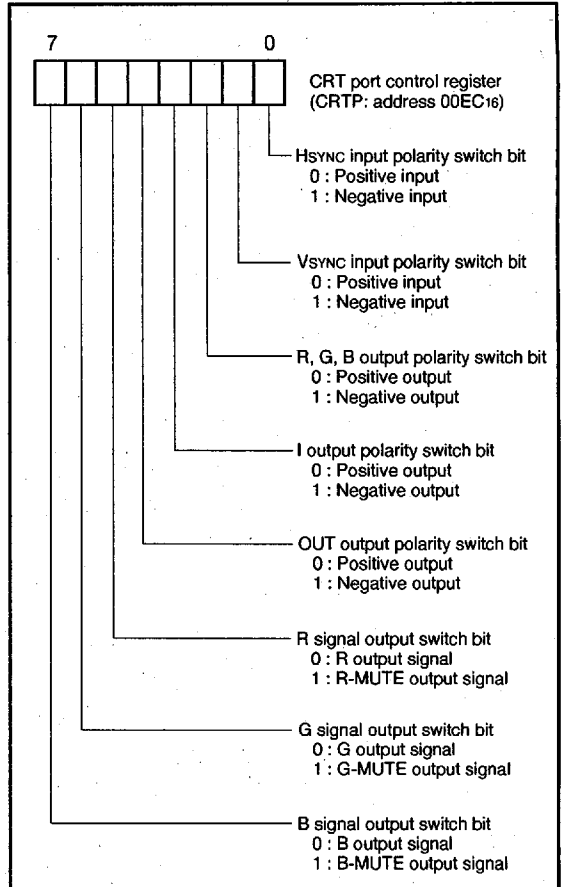 7 0
CRT port control register
(CRTP: address 00EC₁₆)
HSYNC input polarity switch bit
0 : Positive input
1 : Negative input
VSYNC input polarity switch bit
0 : Positive input
1 : Negative input
R, G, B output polarity switch bit
0 : Positive output
1 : Negative output
I output polarity switch bit
0 : Positive output
1 : Negative output
OUT output polarity switch bit
0 : Positive output
1 : Negative output
R signal output switch bit
0 : R output signal
1 : R-MUTE output signal
G signal output switch bit
0 : G output signal
1 : G-MUTE output signal
B signal output switch bit
0 : B output signal
1 : B-MUTE output signal